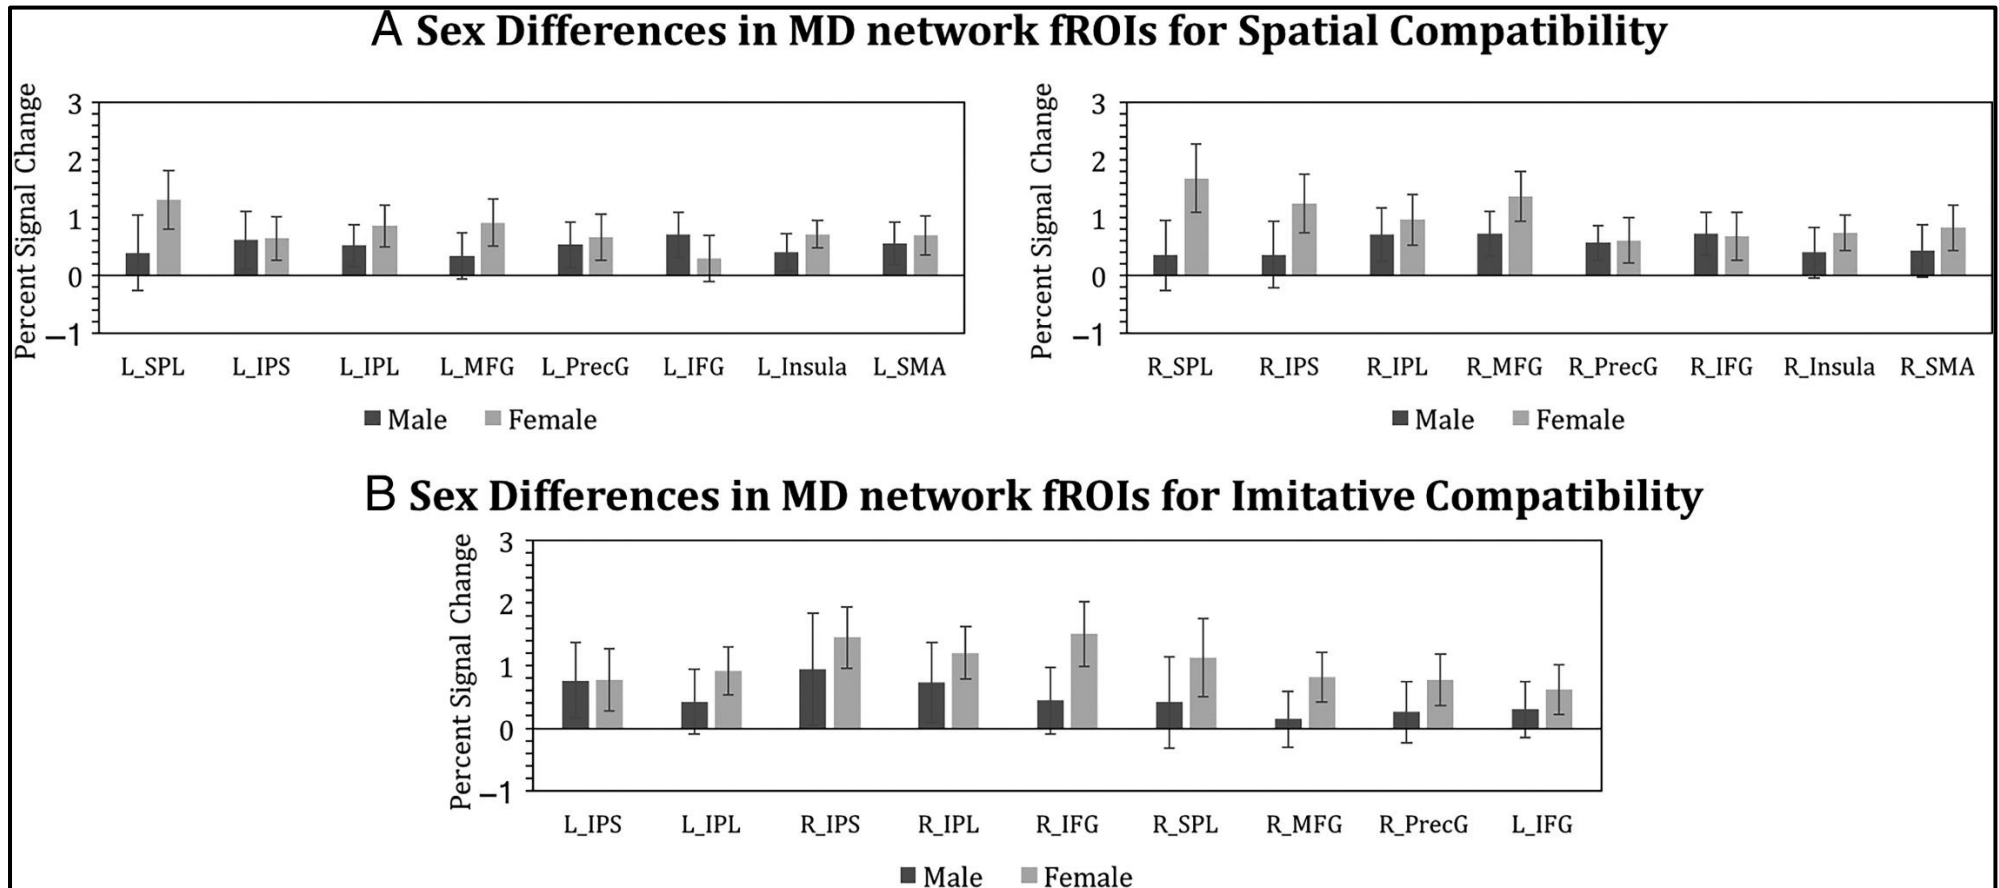 A Sex Differences in MD network fROIs for Spatial Compatibility
Percent Signal Change
3
2
1
0
−1
L_SPL L_IPS L_IPL L_MFG L_PrecG L_IFG L_Insula L_SMA
Male Female
Percent Signal Change
3
2
1
0
−1
R_SPL R_IPS R_IPL R_MFG R_PrecG R_IFG R_Insula R_SMA
Male Female
B Sex Differences in MD network fROIs for Imitative Compatibility
Percent Signal Change
3
2
1
0
−1
L_IPS L_IPL R_IPS R_IPL R_IFG R_SPL R_MFG R_PrecG L_IFG
Male Female